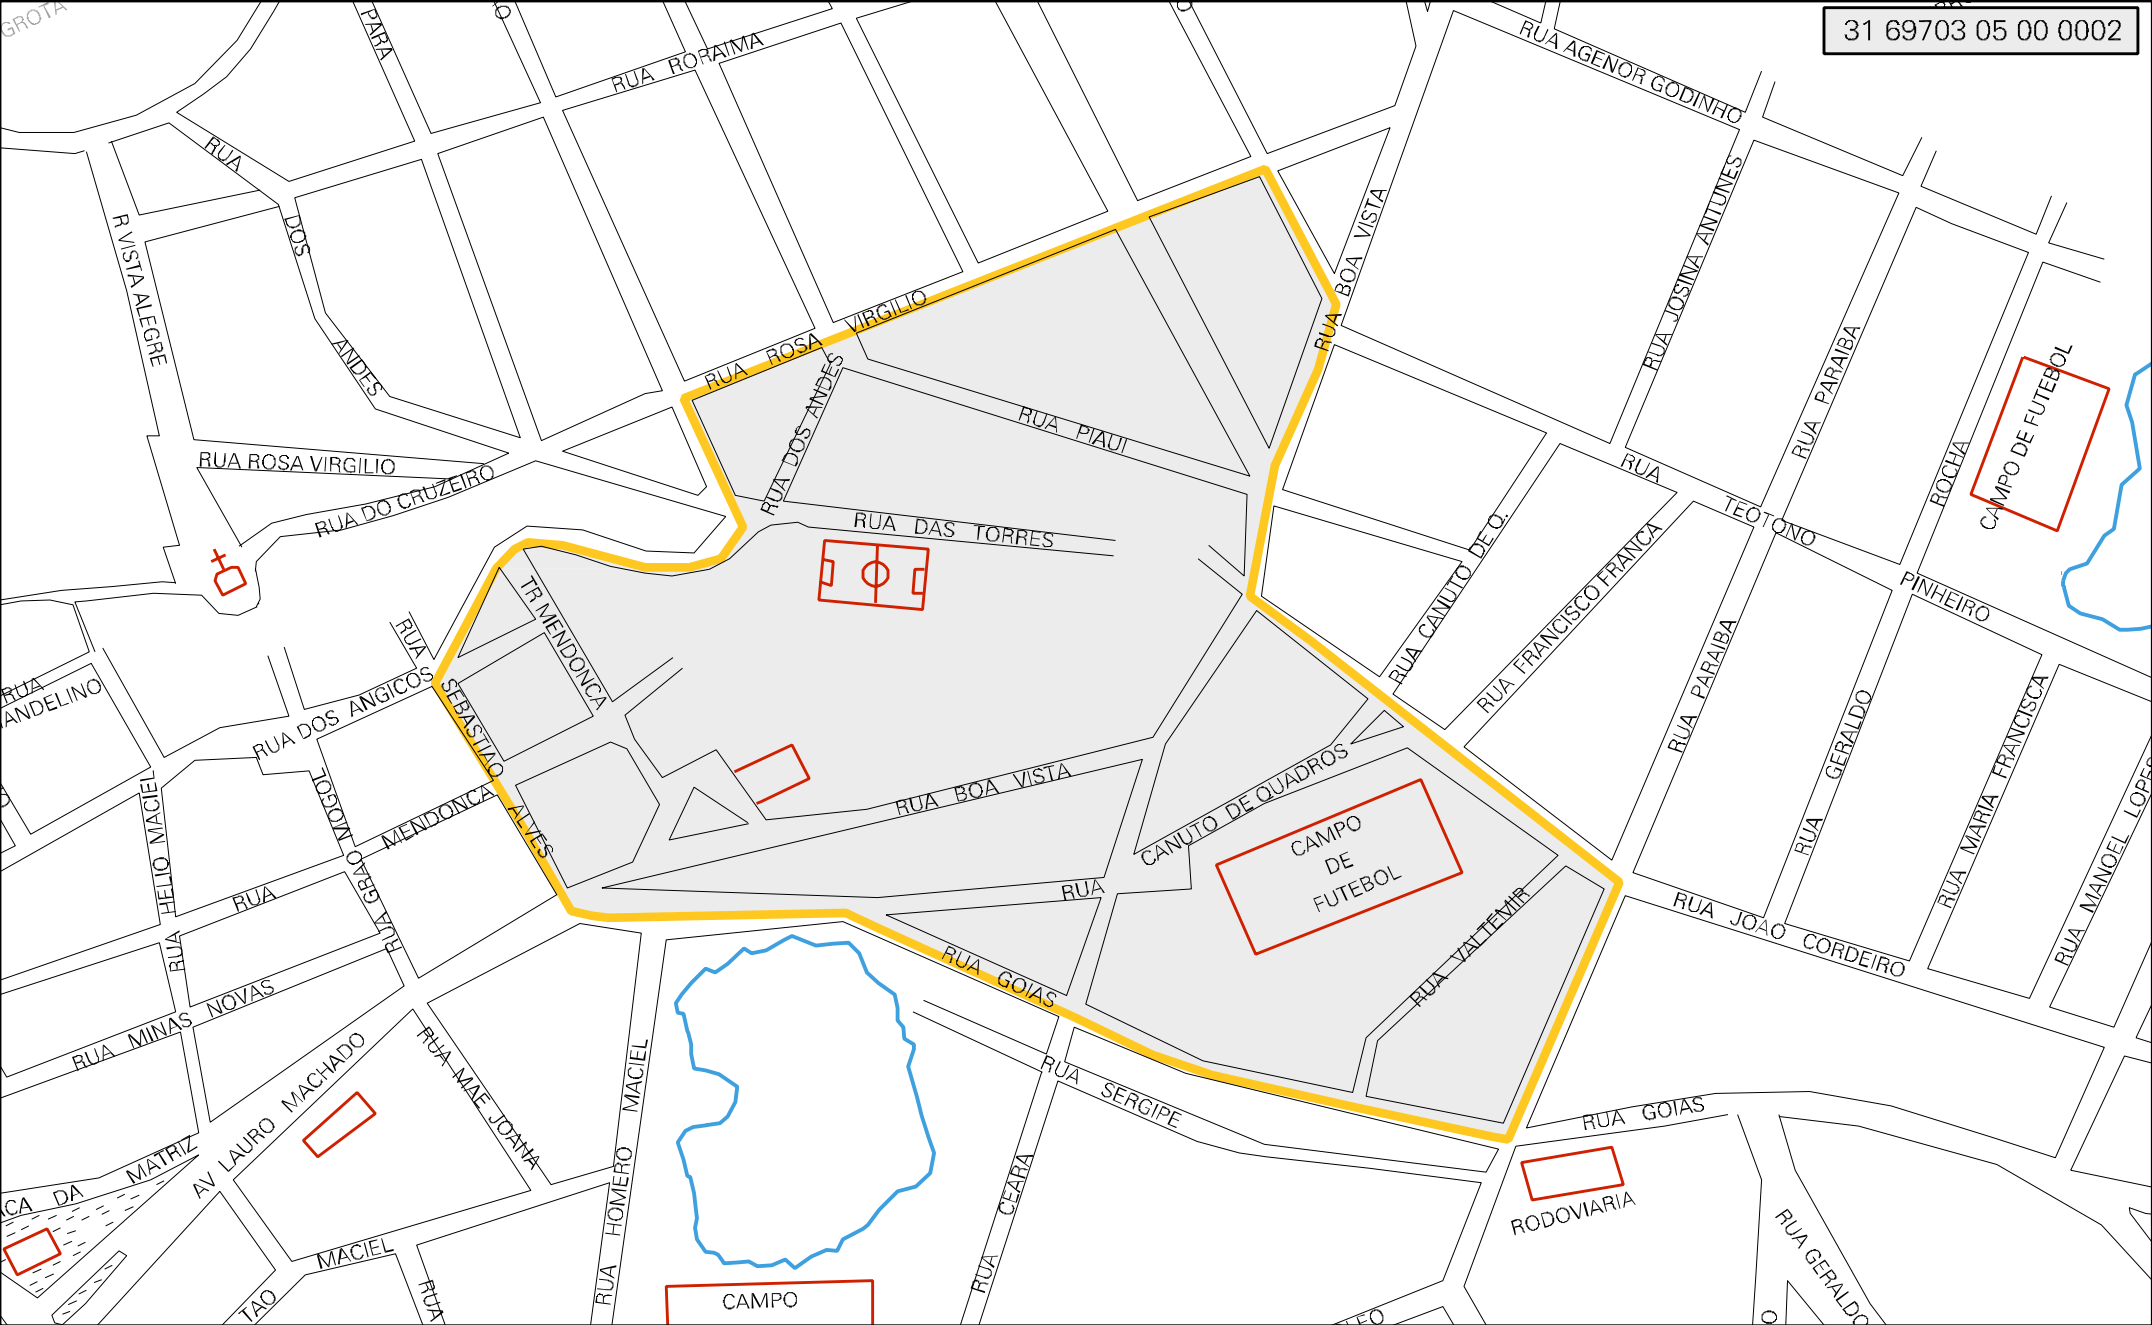 GROTA
PARA
RUA RORAIMA
RUA AGENOR GODINHO
31 69703 05 00 0002
RUA DOS ANDES
R VISTA ALEGRE
RUA BOA VISTA
RUA JOSINA ANTUNES
RUA PARAIBA
ROCHA
CAMPO DE FUTEBOL
RUA ROSA VIRGILIO
RUA DOS ANDES
RUA PIAUI
RUA ROSA VIRGILIO
RUA DO CRUZEIRO
RUA DAS TORRES
RUA TEOTONO PINHEIRO
RUA CANUTO DE Q.
RUA FRANCISCO FRANCA
TR MENDONCA
RUA
RUA
ANDELINO
RUA DOS ANGICOS
SEBASTIAO ALVES
RUA PARAIBA
RUA GERALDO
RUA MARIA FRANCISCA
RUA MANOEL LOPES
RUA HELIO MACIEL
RUA GRAO MOGOL
RUA MENDONCA
RUA BOA VISTA
RUA CANUTO DE QUADROS
CAMPO
DE
FUTEBOL
RUA VALTEMIR
RUA JOAO CORDEIRO
RUA GOIAS
RUA MINAS NOVAS
AV LAURO MACHADO
RUA MAE JOANA
RUA HOMERO MACIEL
RUA SERGIPE
RUA CEARA
RUA GOIAS
RODOVIARIA
RUA GERALDO
ACA DA MATRIZ
MACIEL
TAO
RUA
CAMPO
LEO